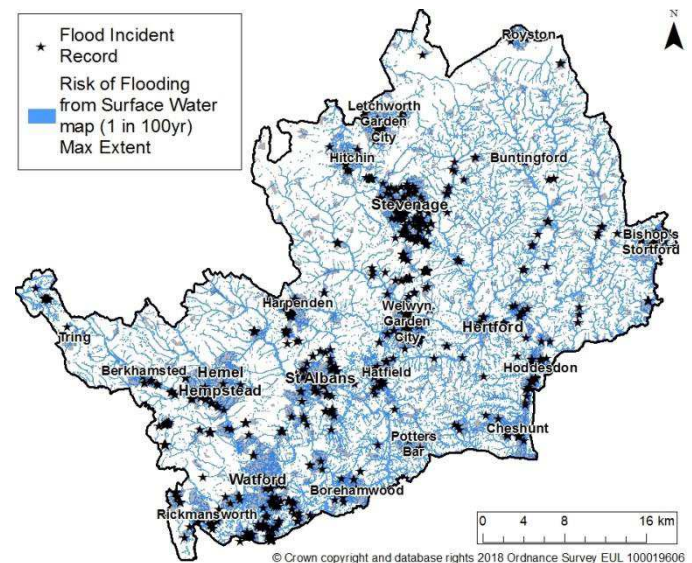 Flood Incident
Record
Risk of Flooding
from Surface Water
map (1 in 100yr)
Max Extent
N
Royston
Letchworth
Garden
City
Hitchin
Buntingford
Stevenage
Bishop's
Stortford
Harpenden
Welwyn
Garden
City
Hertford
Tring
Berkhamsted
Hemel
Hempstead
St Albans
Hatfield
Hoddesdon
Potters
Bar
Cheshunt
Watford
Borehamwood
Rickmansworth
0 4 8 16 km
© Crown copyright and database rights 2018 Ordnance Survey EUL 100019606